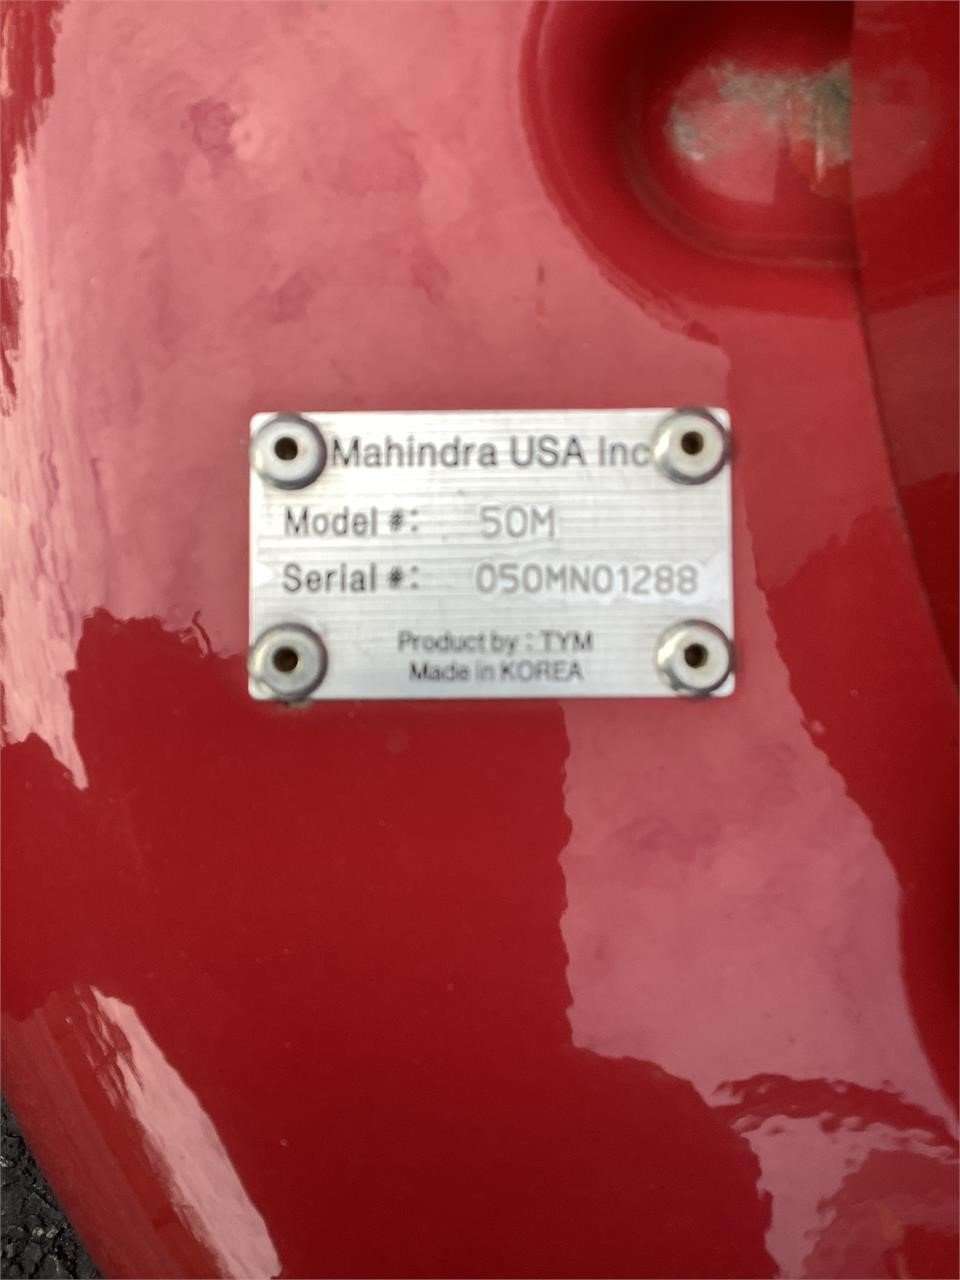 Mahindra USA Inc
Model #: 50M
Serial #: 050MN01288
Product by : TYM
Made in KOREA